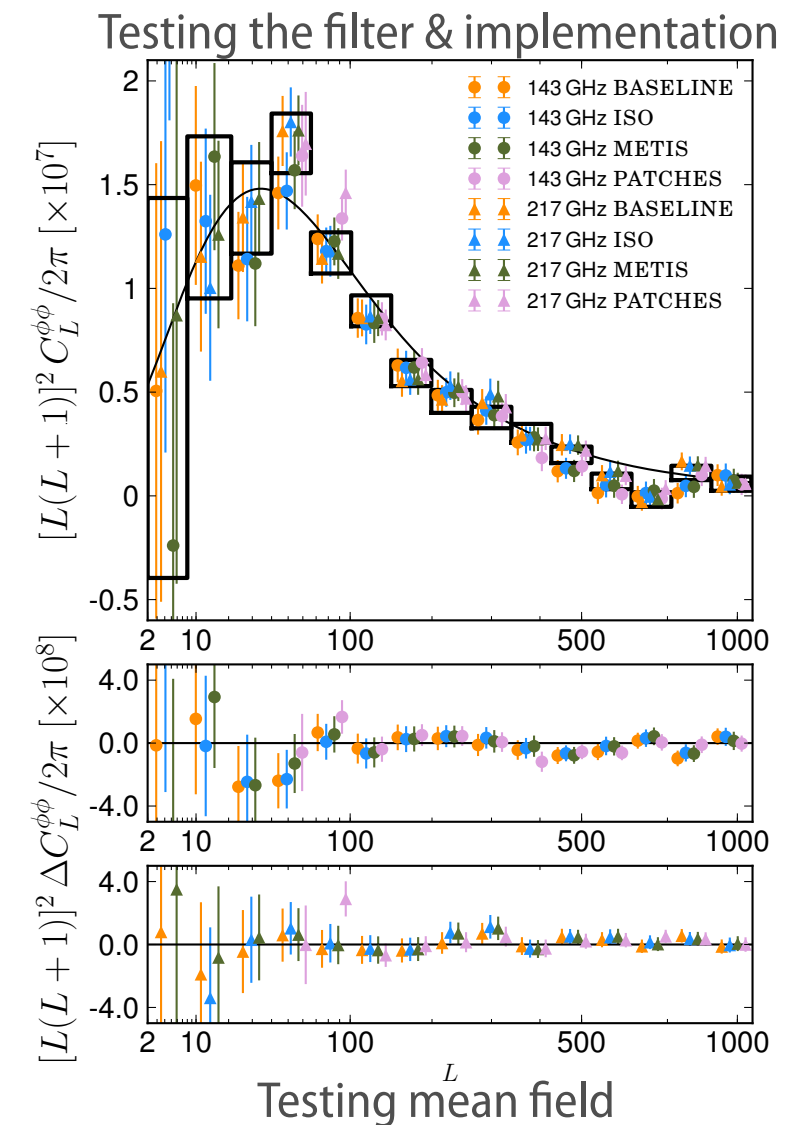 Testing the filter & implementation
[L(L + 1)]² C_L^{ϕϕ}/2π [×10⁷]
2
1.5
1
0.5
0
-0.5
143 GHz BASELINE
143 GHz ISO
143 GHz METIS
143 GHz PATCHES
217 GHz BASELINE
217 GHz ISO
217 GHz METIS
217 GHz PATCHES
2 10 100 500 1000
[L(L + 1)]² ΔC_L^{ϕϕ}/2π [×10⁸]
4.0
0.0
-4.0
2 10 100 500 1000
4.0
0.0
-4.0
2 10 100 500 1000
L
Testing mean field